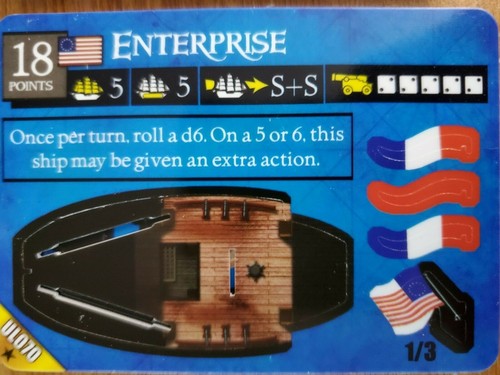 18
POINTS
ENTERPRISE
5 5 S+S
Once per turn, roll a d6. On a 5 or 6, this
ship may be given an extra action.
UL070
1/3